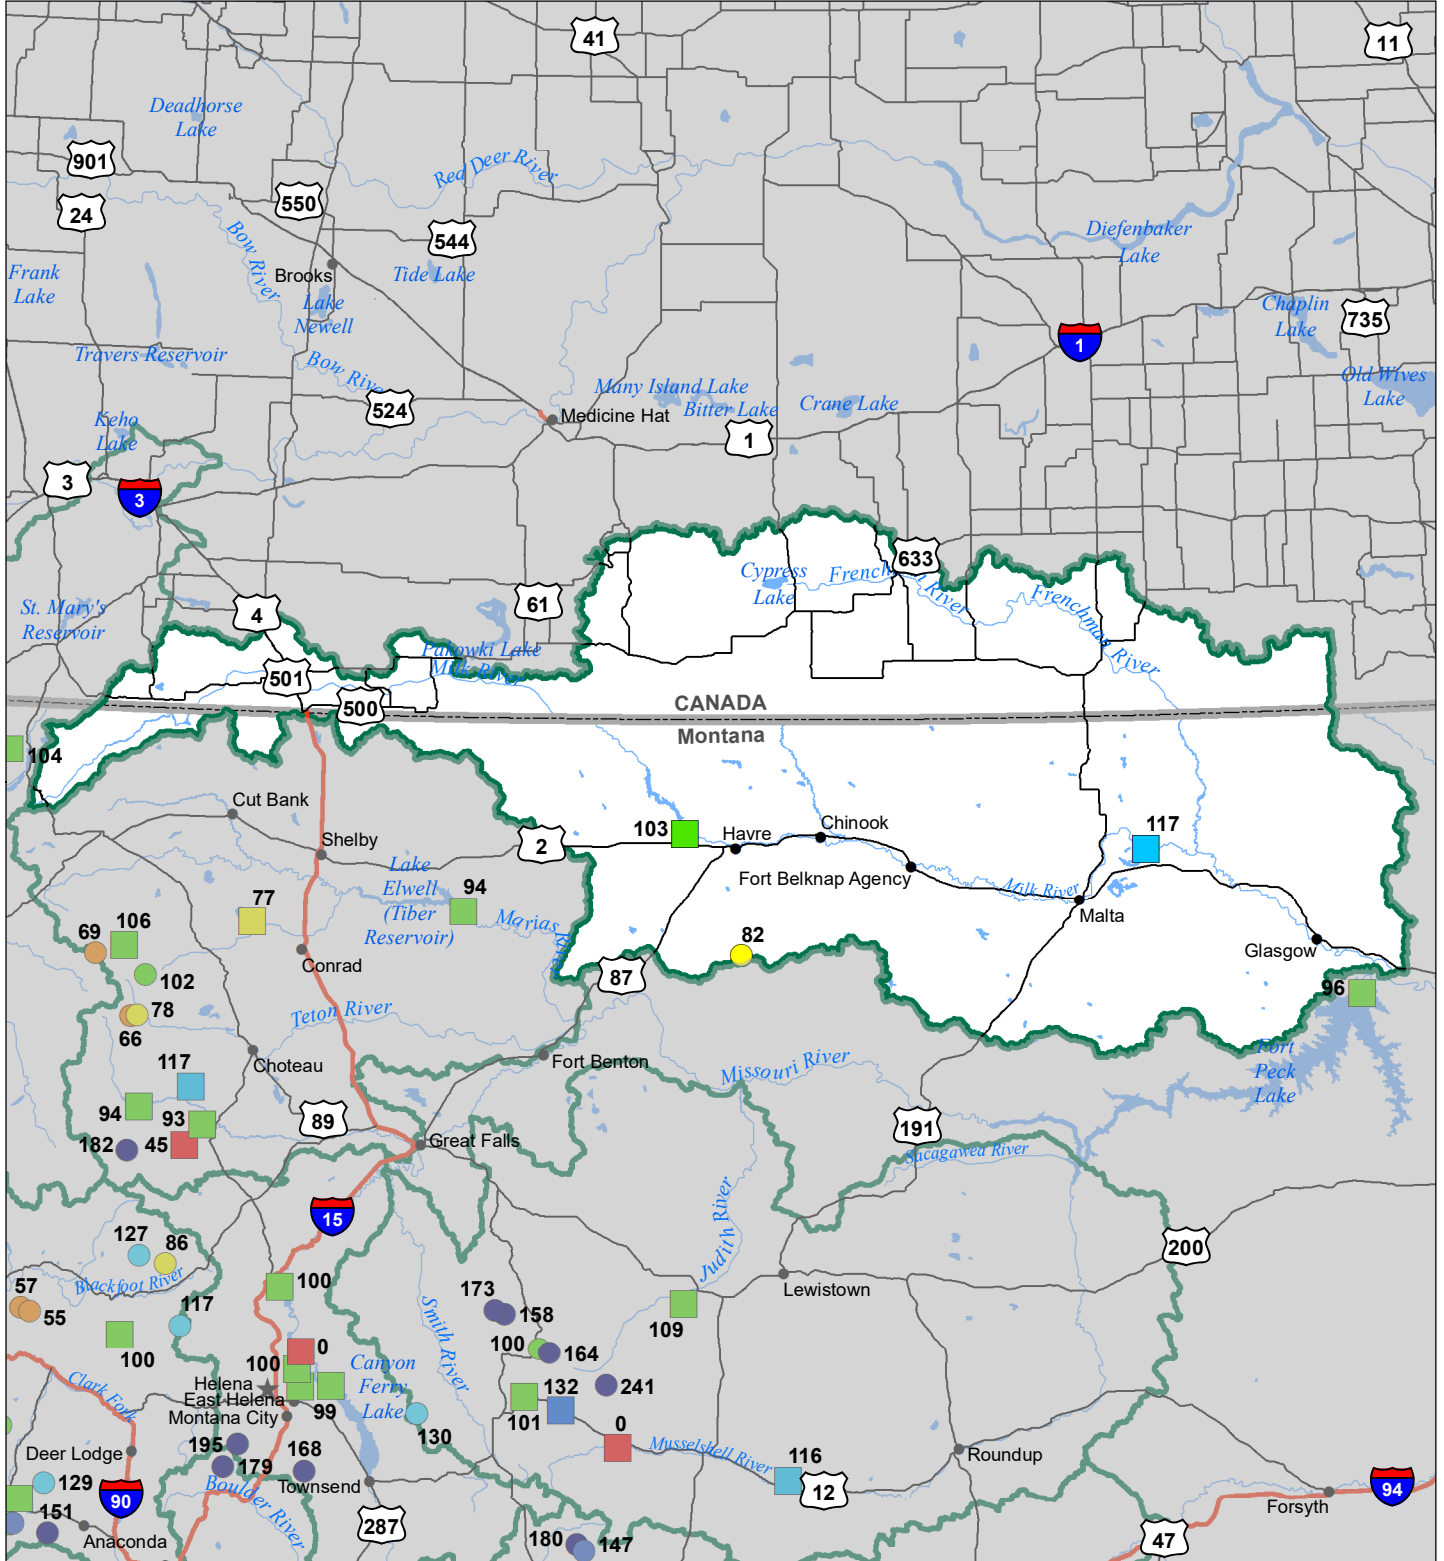 41
11
Deadhorse
Lake
901
Red Deer River
24
550
544
Bow River
Diefenbaker
Lake
Frank
Lake
Brooks
Tide Lake
Lake
Newell
Chaplin
Lake
735
1
Travers Reservoir
Bow River
Many Island Lake
Old Wives
Lake
524
Bitter Lake
Crane Lake
Keho
Lake
Medicine Hat
1
3
3
633
Cypress
Lake
Frenchman River
Frenchman River
St. Mary's
Reservoir
4
61
Pakowki Lake
Milk River
501
500
CANADA
Montana
104
Cut Bank
103
Havre
Chinook
117
Shelby
2
Lake
Elwell
(Tiber
Reservoir)
94
Fort Belknap Agency
Milk River
Malta
77
Marias River
106
69
82
Glasgow
Conrad
102
87
96
78
66
Teton River
Fort
Peck
Lake
Choteau
Fort Benton
Missouri River
117
94
93
89
191
182
45
Great Falls
Sacagawea River
15
Judith River
127
86
200
Blackfoot River
100
Lewistown
57
55
117
173
158
Smith River
109
100
0
100
164
100
Canyon
Ferry
Lake
Helena
East Helena
Montana City
99
241
101
132
130
0
Clark Fork
195
179
168
Musselshell River
116
12
Roundup
Deer Lodge
129
90
Townsend
Boulder River
94
Forsyth
151
Anaconda
287
180
147
47